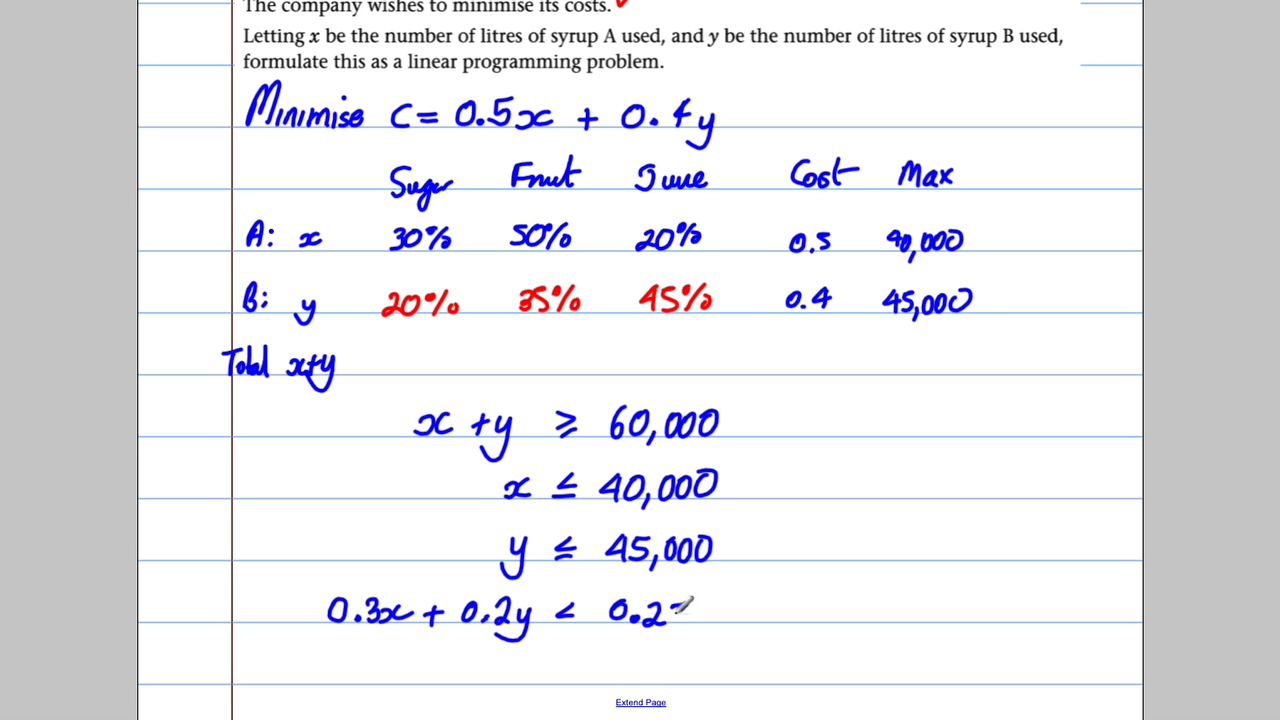 The company wishes to minimise its costs.
Letting x be the number of litres of syrup A used, and y be the number of litres of syrup B used,
formulate this as a linear programming problem.
Minimise C = 0.5x + 0.4y
Sugar Fruit Juice Cost Max
A: x 30% 50% 20% 0.5 40,000
B: y 20% 35% 45% 0.4 45,000
Total x+y
x + y ≥ 60,000
x ≤ 40,000
y ≤ 45,000
0.3x + 0.2y < 0.2
Extend Page